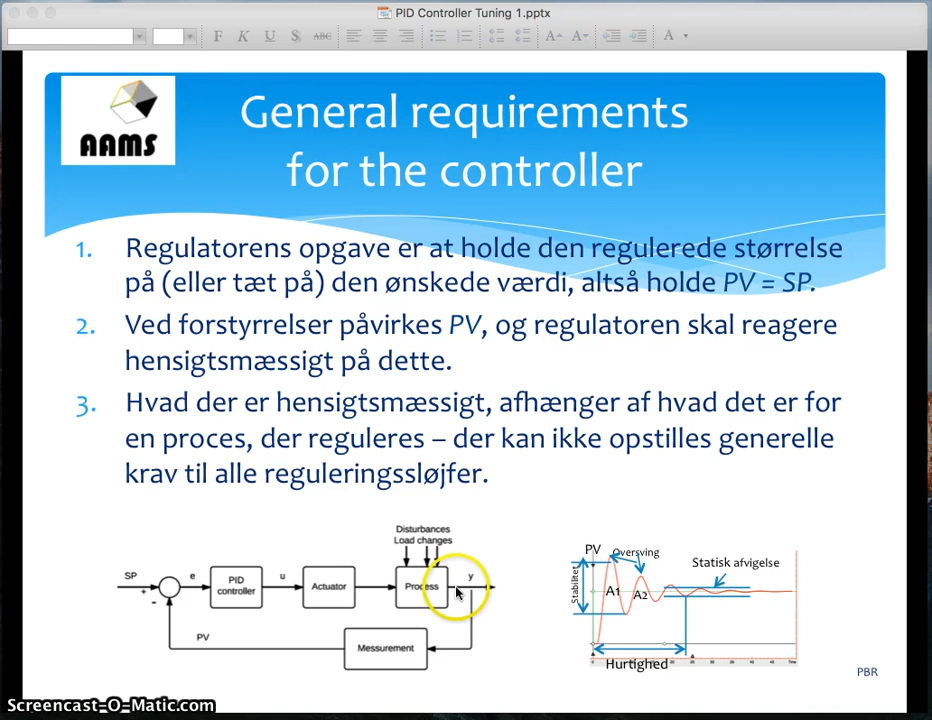 PID Controller Tuning 1.pptx
F K U S ABC A A A
AAMS
General requirements
for the controller
1. Regulatorens opgave er at holde den regulerede størrelse
på (eller tæt på) den ønskede værdi, altså holde PV = SP.
2. Ved forstyrrelser påvirkes PV, og regulatoren skal reagere
hensigtsmæssigt på dette.
3. Hvad der er hensigtsmæssigt, afhænger af hvad det er for
en proces, der reguleres – der kan ikke opstilles generelle
krav til alle reguleringssløjfer.
Disturbances
Load changes
SP
+
-
e
PID
controller
u
Actuator
Process
y
PV
Messurement
PV
Oversving
Statisk afvigelse
Stabilitet
A1
A2
Hurtighed
PBR
Screencast-O-Matic.com